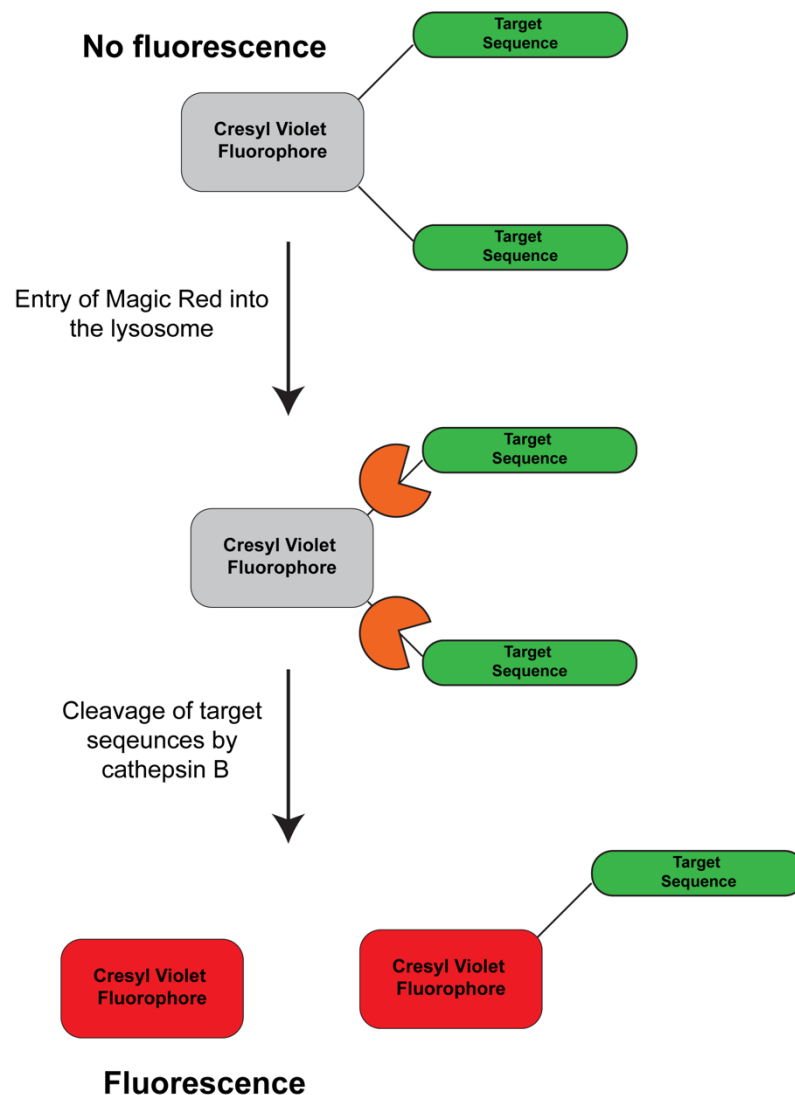 No fluorescence
Target
Sequence
Cresyl Violet
Fluorophore
Target
Sequence
Entry of Magic Red into
the lysosome
Target
Sequence
Cresyl Violet
Fluorophore
Target
Sequence
Cleavage of target
seqeunces by
cathepsin B
Target
Sequence
Cresyl Violet
Fluorophore
Cresyl Violet
Fluorophore
Fluorescence